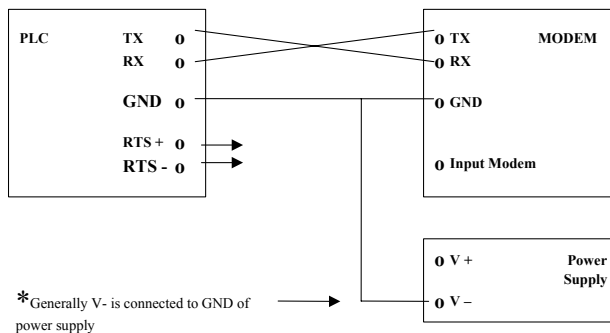 PLC
TX
RX
GND
RTS +
RTS -
TX
MODEM
RX
GND
Input Modem
V +
Power
Supply
V –
*Generally V- is connected to GND of
power supply